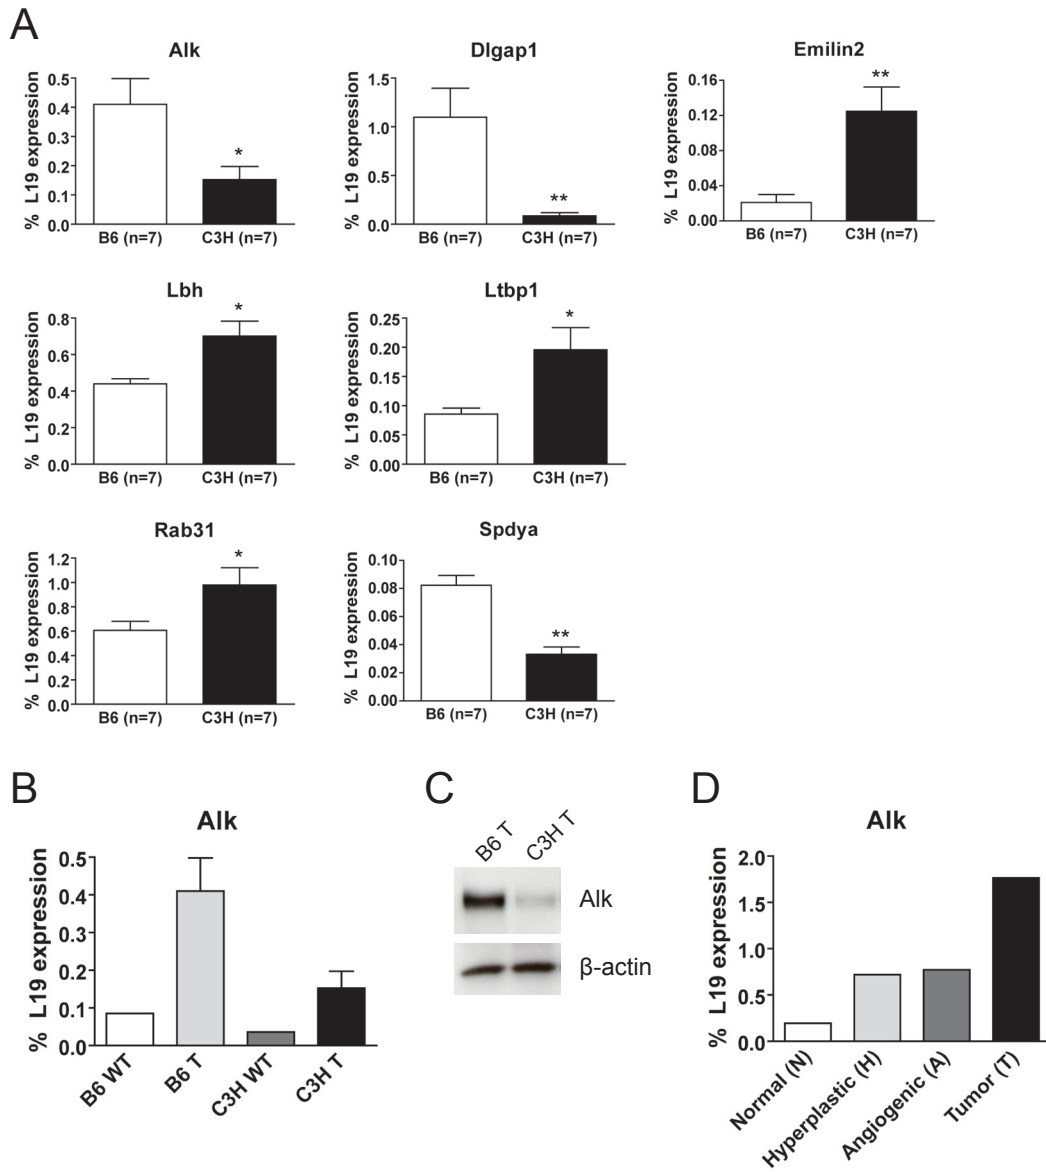 A
Alk
% L19 expression
0.5
0.4
0.3
0.2
0.1
0.0
*
B6 (n=7)
C3H (n=7)
Dlgap1
% L19 expression
1.5
1.0
0.5
0.0
**
B6 (n=7)
C3H (n=7)
Emilin2
% L19 expression
0.16
0.12
0.08
0.04
0.00
**
B6 (n=7)
C3H (n=7)
Lbh
% L19 expression
0.8
0.6
0.4
0.2
0.0
*
B6 (n=7)
C3H (n=7)
Ltbp1
% L19 expression
0.25
0.20
0.15
0.10
0.05
0.00
*
B6 (n=7)
C3H (n=7)
Rab31
% L19 expression
1.2
1.0
0.8
0.6
0.4
0.2
0.0
*
B6 (n=7)
C3H (n=7)
Spdya
% L19 expression
0.10
0.08
0.06
0.04
0.02
0.00
**
B6 (n=7)
C3H (n=7)
B
Alk
% L19 expression
0.5
0.4
0.3
0.2
0.1
0.0
B6 WT
B6 T
C3H WT
C3H T
C
B6 T
C3H T
Alk
β-actin
D
Alk
% L19 expression
2.0
1.5
1.0
0.5
0.0
Normal (N)
Hyperplastic (H)
Angiogenic (A)
Tumor (T)